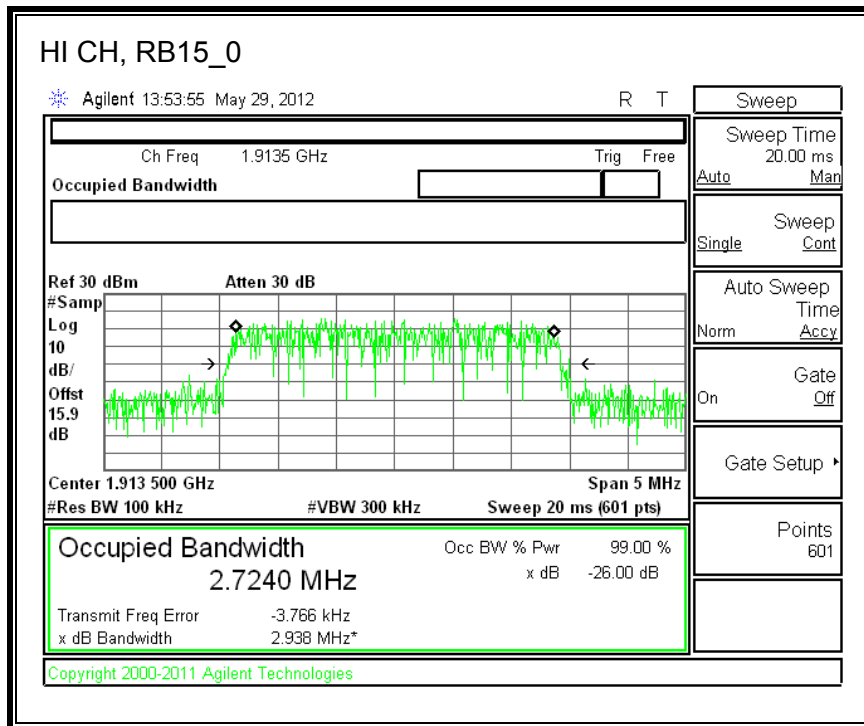 HI CH, RB15_0
Agilent 13:53:55 May 29, 2012 R T
Ch Freq 1.9135 GHz Trig Free
Occupied Bandwidth
Ref 30 dBm Atten 30 dB
#Samp
Log
10
dB/
Offst
15.9
dB
Center 1.913 500 GHz Span 5 MHz
#Res BW 100 kHz #VBW 300 kHz Sweep 20 ms (601 pts)
Occupied Bandwidth Occ BW % Pwr 99.00 %
2.7240 MHz x dB -26.00 dB
Transmit Freq Error -3.766 kHz
x dB Bandwidth 2.938 MHz*
Copyright 2000-2011 Agilent Technologies
Sweep
Sweep Time
20.00 ms
Auto Man
Sweep
Single Cont
Auto Sweep
Time
Norm Accy
Gate
On Off
Gate Setup
Points
601